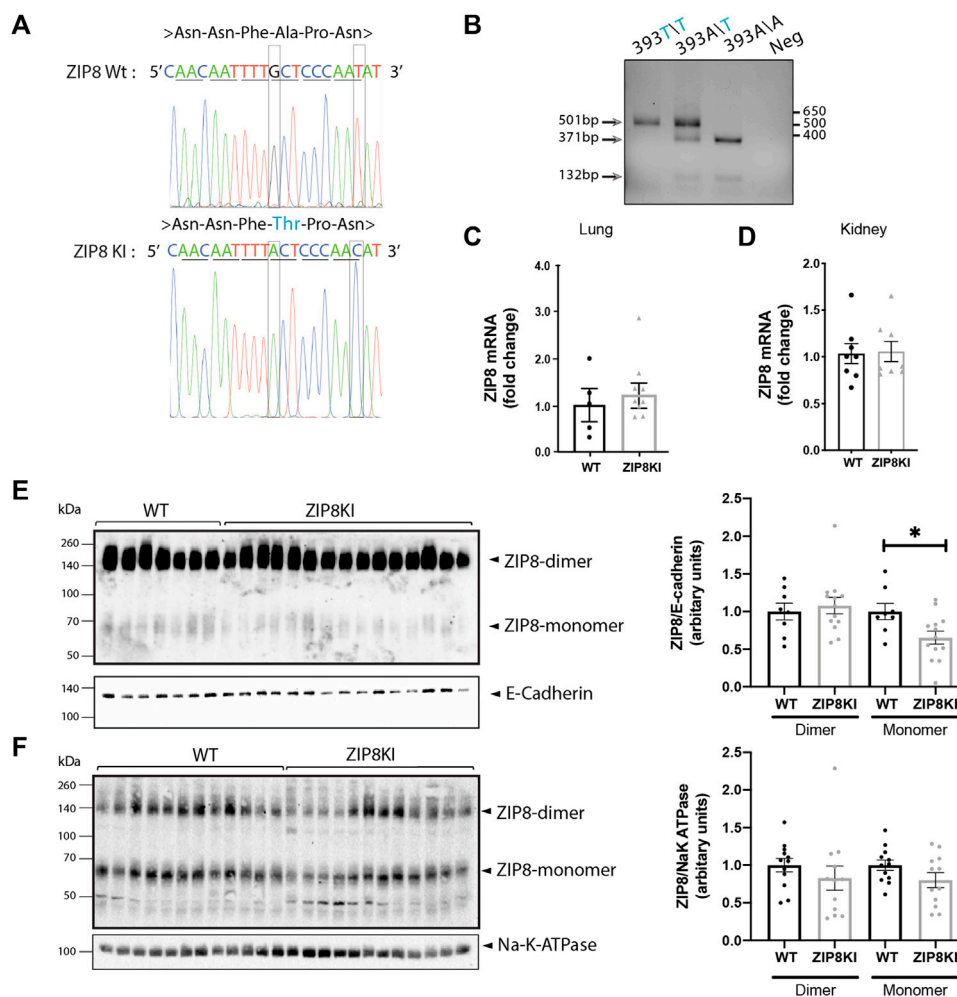 A
>Asn-Asn-Phe-Ala-Pro-Asn>
ZIP8 Wt : 5′ CAACAATTTTGCTCCCAATAT 3′
>Asn-Asn-Phe-Thr-Pro-Asn>
ZIP8 KI : 5′ CAACAATTTTACTCCCAACAT 3′
B
393T\T 393A\T 393A\A Neg
501bp
371bp
132bp
650
500
400
C
Lung
ZIP8 mRNA
(fold change)
4.0
3.0
2.0
1.0
0.0
WT ZIP8KI
D
Kidney
ZIP8 mRNA
(fold change)
2.0
1.5
1.0
0.5
0.0
WT ZIP8KI
E
kDa
WT ZIP8KI
260
140
100
70
50
ZIP8-dimer
ZIP8-monomer
140
100
E-Cadherin
ZIP8/E-cadherin
(arbitary units)
2.5
2.0
1.5
1.0
0.5
0.0
*
WT ZIP8KI WT ZIP8KI
Dimer Monomer
F
kDa
WT ZIP8KI
260
140
100
70
50
ZIP8-dimer
ZIP8-monomer
100
Na-K-ATPase
ZIP8/NaK ATPase
(arbitary units)
2.5
2.0
1.5
1.0
0.5
0.0
WT ZIP8KI WT ZIP8KI
Dimer Monomer